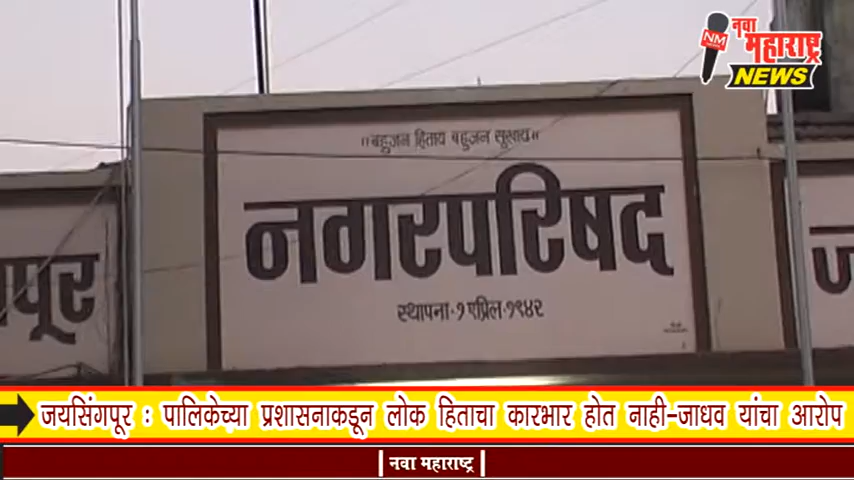 नवा
महाराष्ट्र
NM
NEWS
"बहुजन हिताय बहुजन सुखाय"
नगरपरिषद
स्थापना-१ एप्रिल-१९४२
पूर
ज
जयसिंगपूर : पालिकेच्या प्रशासनाकडून लोक हिताचा कारभार होत नाही-जाधव यांचा आरोप
|नवा महाराष्ट्र|